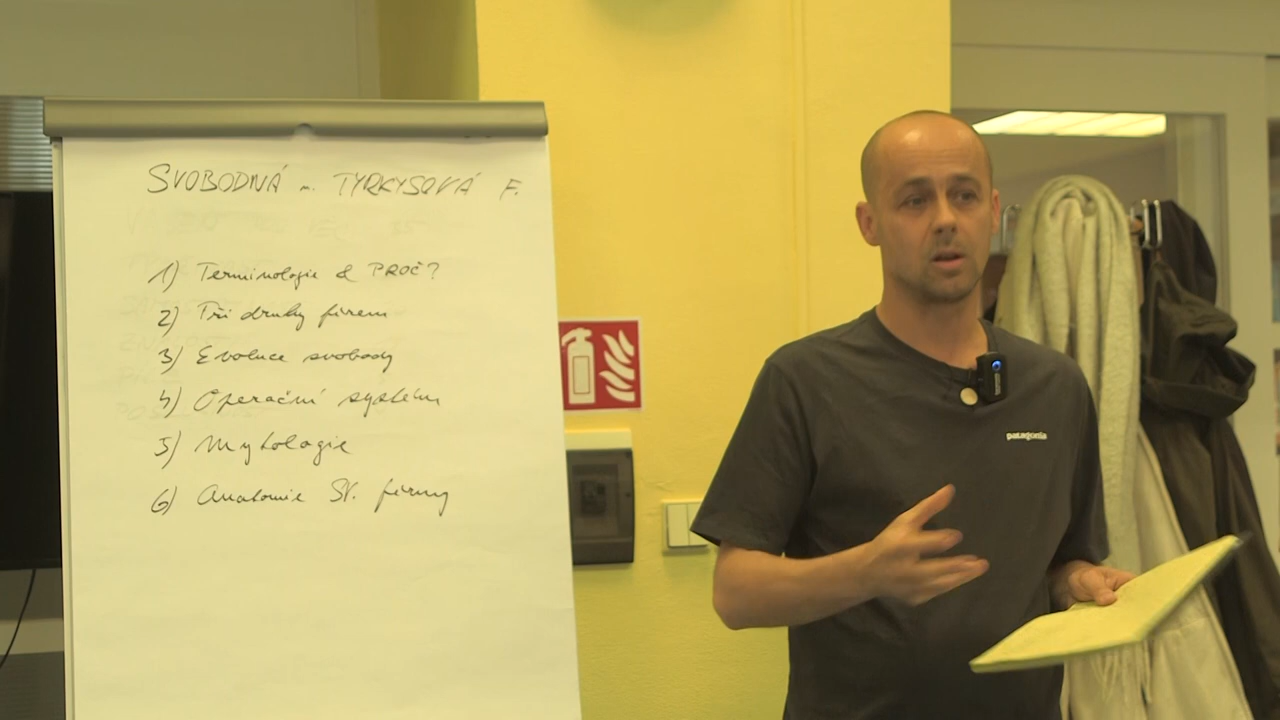 SVOBODNÁ n. TYRKYSOVÁ F.
1) Terminologie & PROČ?
2) Tři druhy firem
3) Evoluce svobody
4) Operační systém
5) Mytologie
6) Anatomie SV. firmy
patagonia